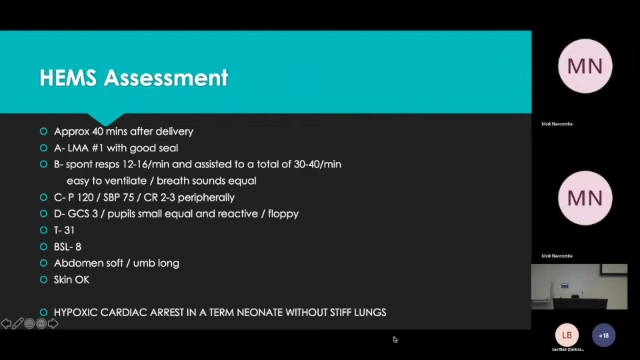 HEMS Assessment
Approx 40 mins after delivery
A- LMA #1 with good seal
B- spont resps 12-16/min and assisted to a total of 30-40/min
easy to ventilate / breath sounds equal
C- P 120 / SBP 75 / CR 2-3 peripherally
D- GCS 3 / pupils small equal and reactive / floppy
T- 31
BSL- 8
Abdomen soft / umb long
Skin OK
HYPOXIC CARDIAC ARREST IN A TERM NEONATE WITHOUT STIFF LUNGS
MN
MN
LB
+18